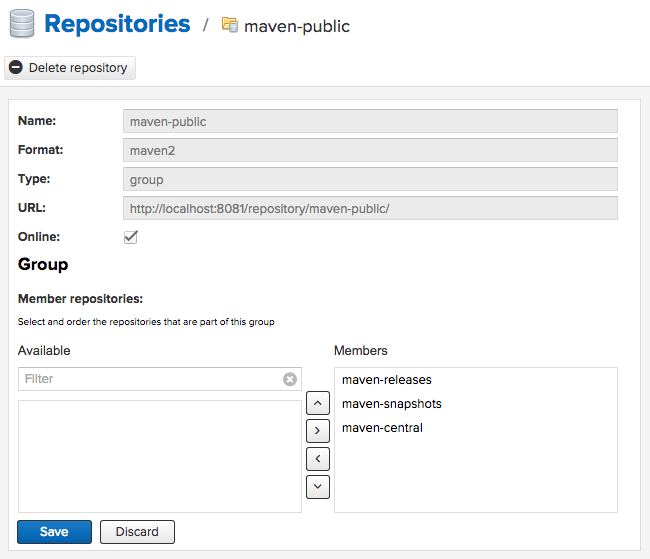 Repositories / maven-public
Delete repository
Name: maven-public
Format: maven2
Type: group
URL: http://localhost:8081/repository/maven-public/
Online:
Group
Member repositories:
Select and order the repositories that are part of this group
Available Members
Filter
maven-releases
maven-snapshots
maven-central
Save Discard